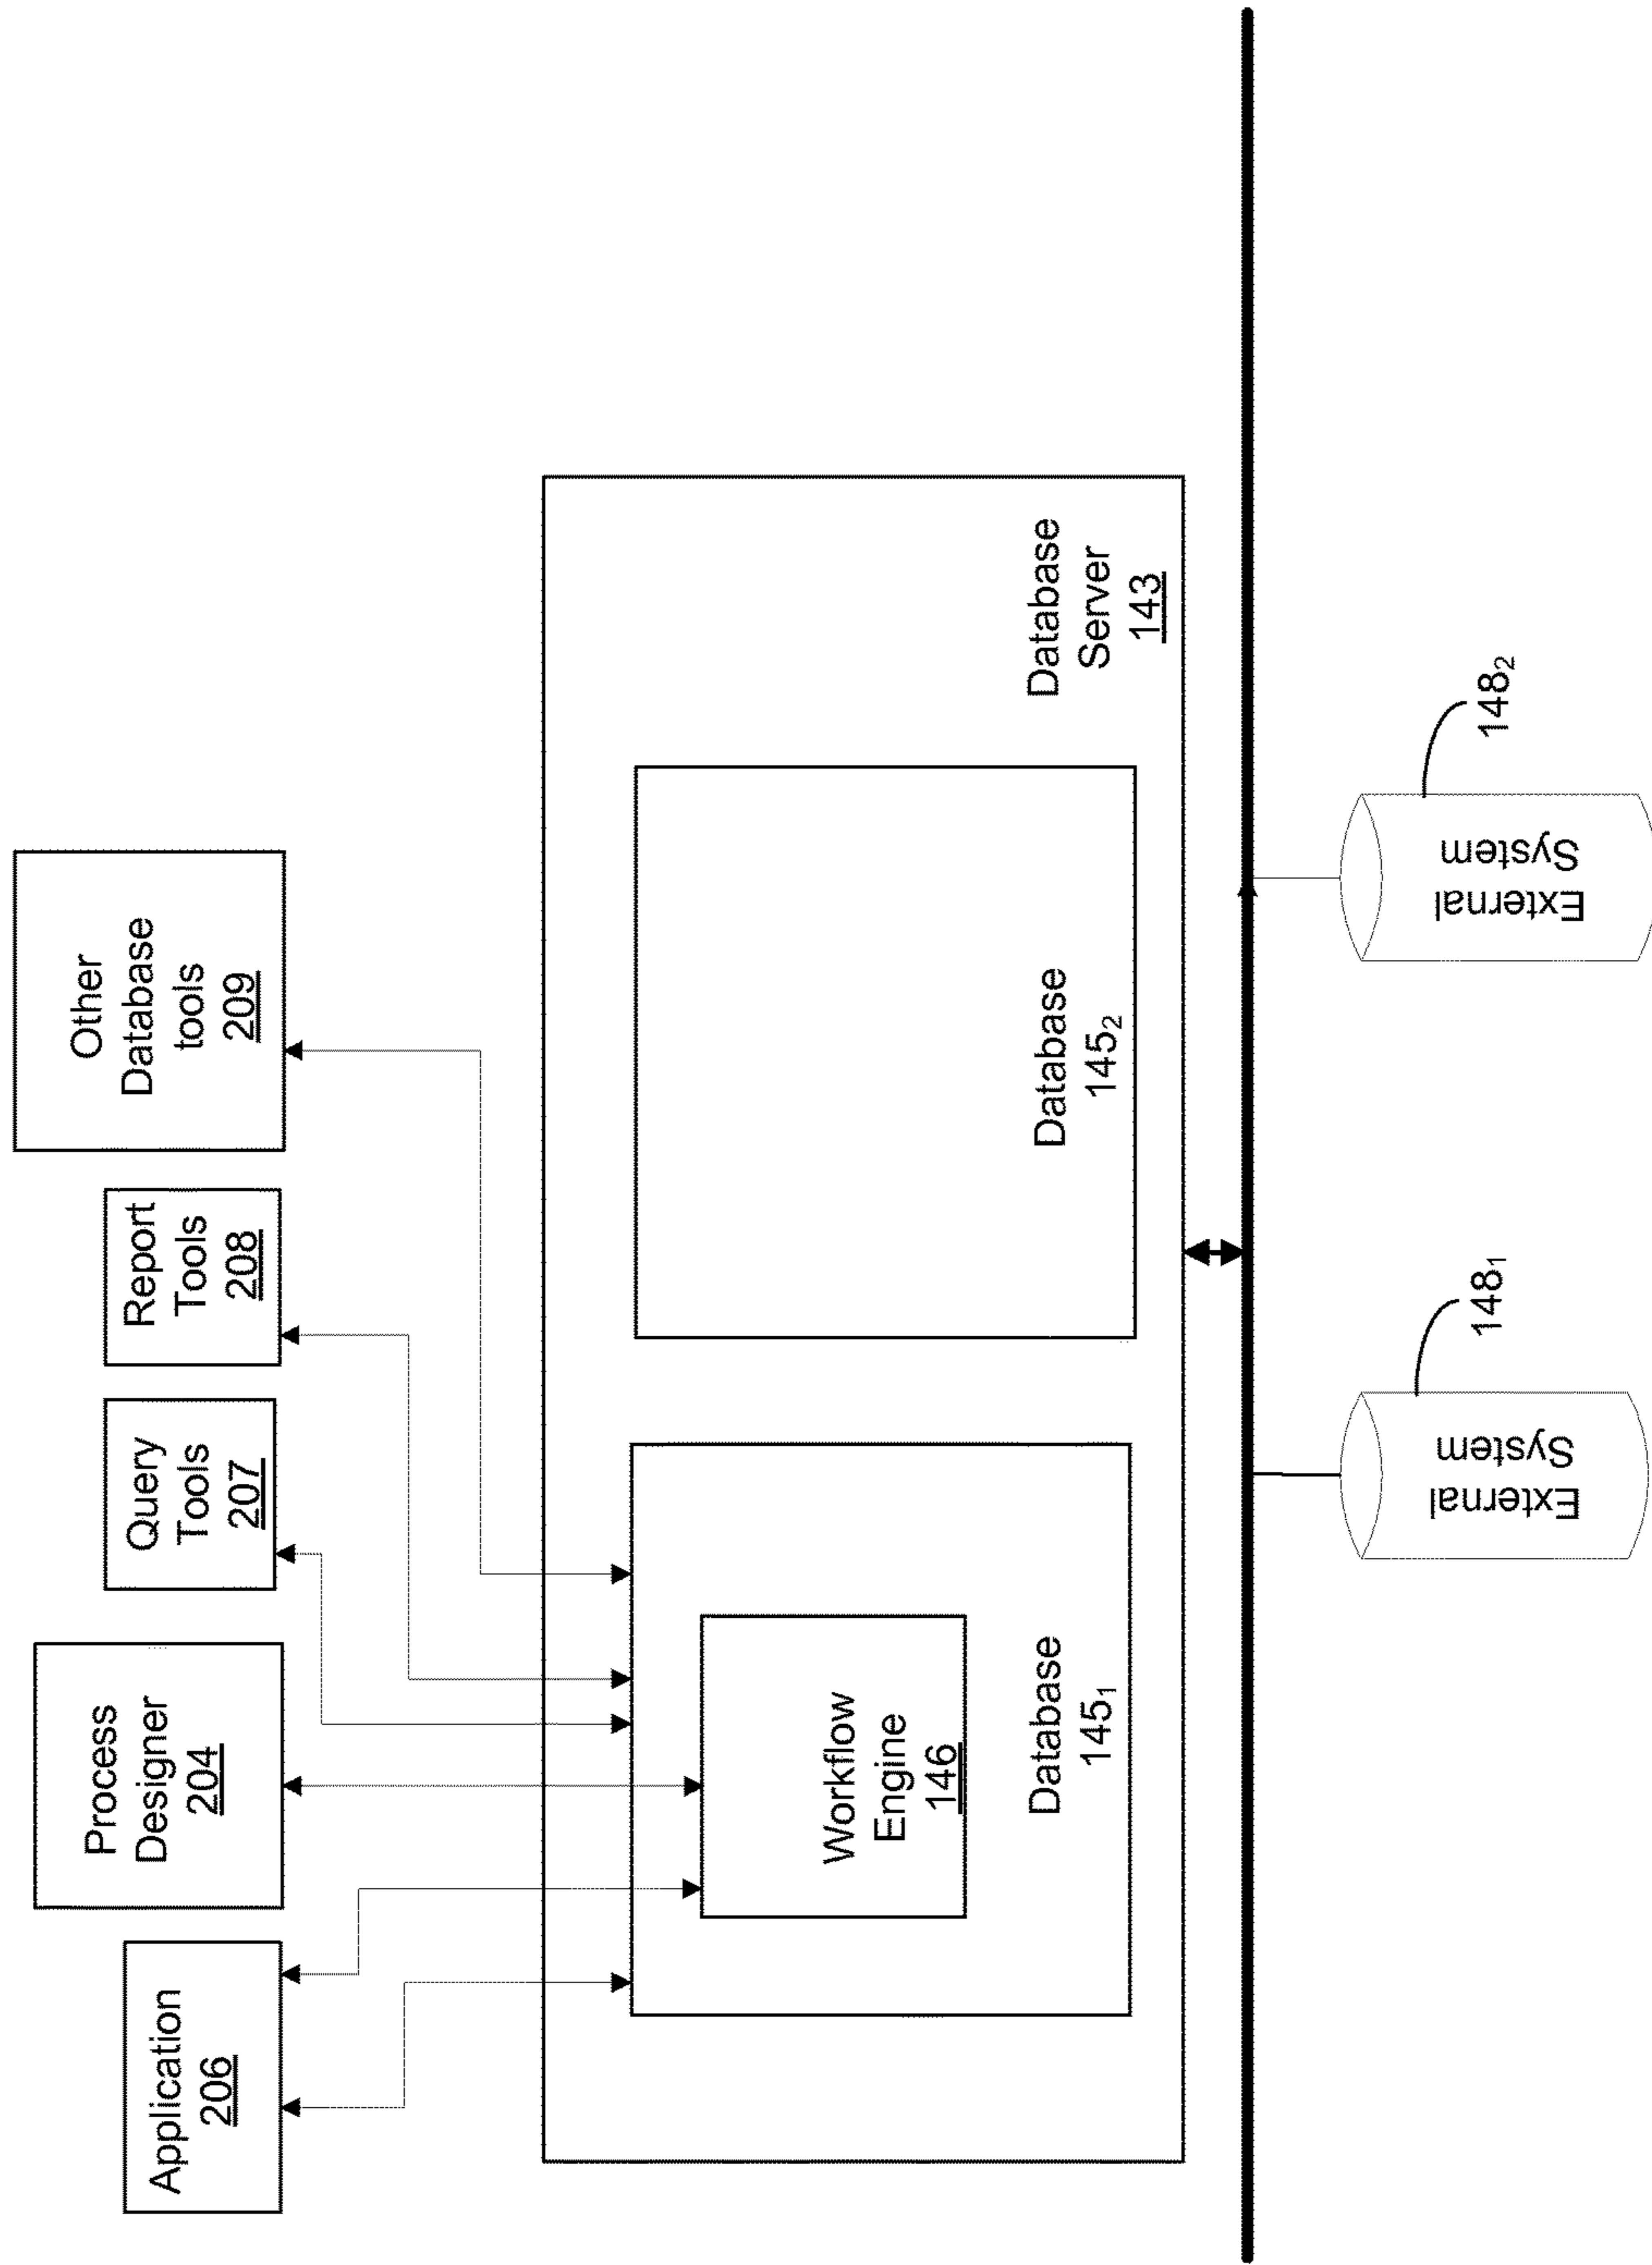 Application
206
Process
Designer
204
Query
Tools
207
Report
Tools
208
Other
Database
tools
209
Workflow
Engine
146
Database
145₁
Database
145₂
Database
Server
143
External
System
148₁
External
System
148₂